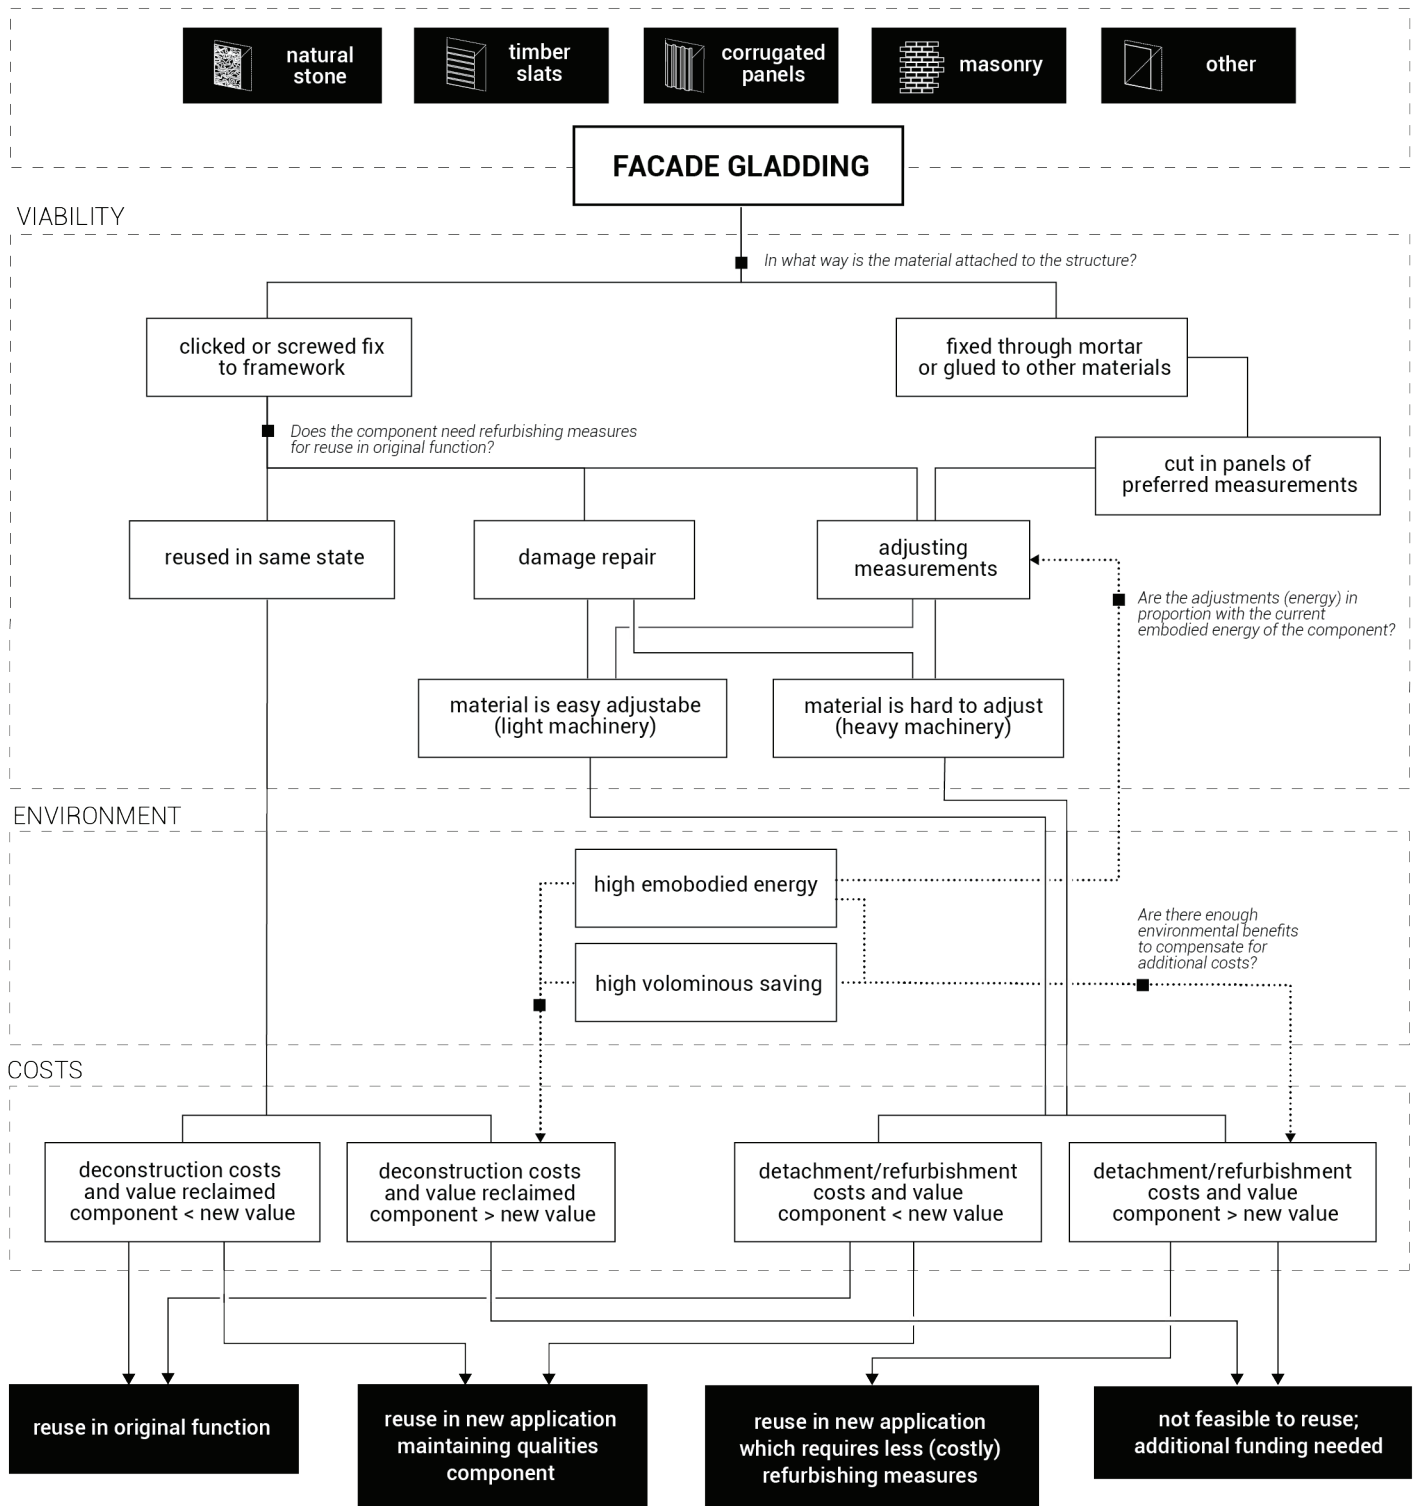 natural
stone
timber
slats
corrugated
panels
masonry
other
FACADE GLADDING
VIABILITY
In what way is the material attached to the structure?
clicked or screwed fix
to framework
fixed through mortar
or glued to other materials
Does the component need refurbishing measures
for reuse in original function?
cut in panels of
preferred measurements
reused in same state
damage repair
adjusting
measurements
Are the adjustments (energy) in
proportion with the current
embodied energy of the component?
material is easy adjustabe
(light machinery)
material is hard to adjust
(heavy machinery)
ENVIRONMENT
high emobodied energy
Are there enough
environmental benefits
to compensate for
additional costs?
high volominous saving
COSTS
deconstruction costs
and value reclaimed
component < new value
deconstruction costs
and value reclaimed
component > new value
detachment/refurbishment
costs and value
component < new value
detachment/refurbishment
costs and value
component > new value
reuse in original function
reuse in new application
maintaining qualities
component
reuse in new application
which requires less (costly)
refurbishing measures
not feasible to reuse;
additional funding needed